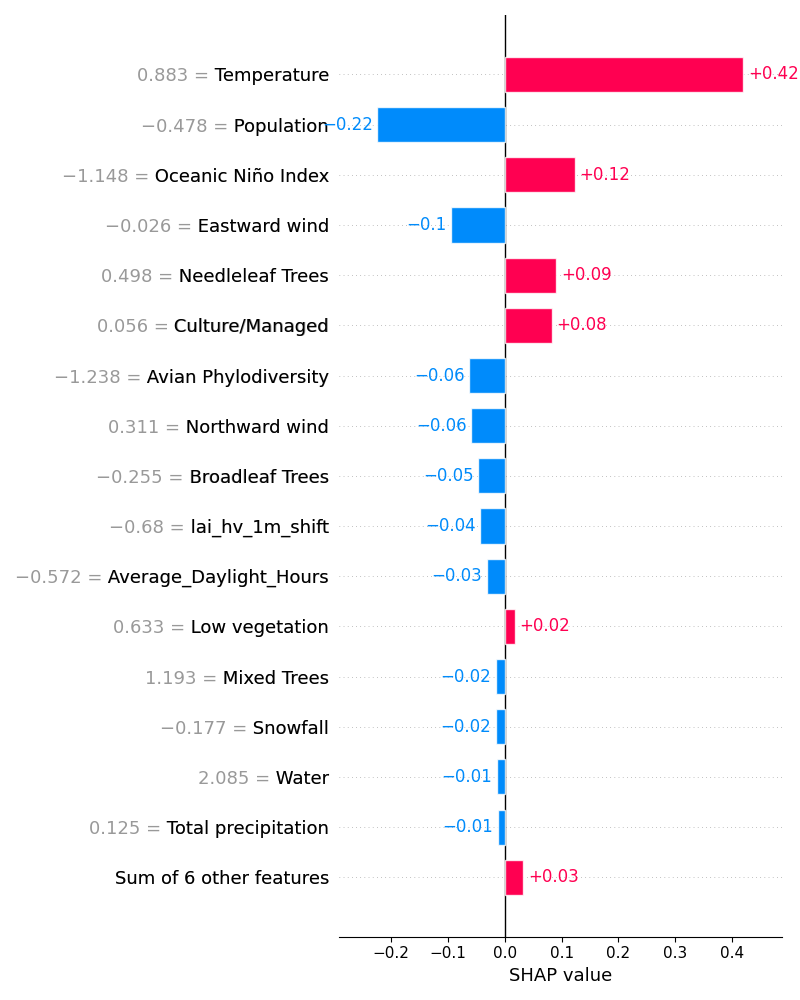 0.883 = Temperature +0.42
−0.478 = Population −0.22
−1.148 = Oceanic Niño Index +0.12
−0.026 = Eastward wind −0.1
0.498 = Needleleaf Trees +0.09
0.056 = Culture/Managed +0.08
−1.238 = Avian Phylodiversity −0.06
0.311 = Northward wind −0.06
−0.255 = Broadleaf Trees −0.05
−0.68 = lai_hv_1m_shift −0.04
−0.572 = Average_Daylight_Hours −0.03
0.633 = Low vegetation +0.02
1.193 = Mixed Trees −0.02
−0.177 = Snowfall −0.02
2.085 = Water −0.01
0.125 = Total precipitation −0.01
Sum of 6 other features +0.03
−0.2 −0.1 0.0 0.1 0.2 0.3 0.4
SHAP value